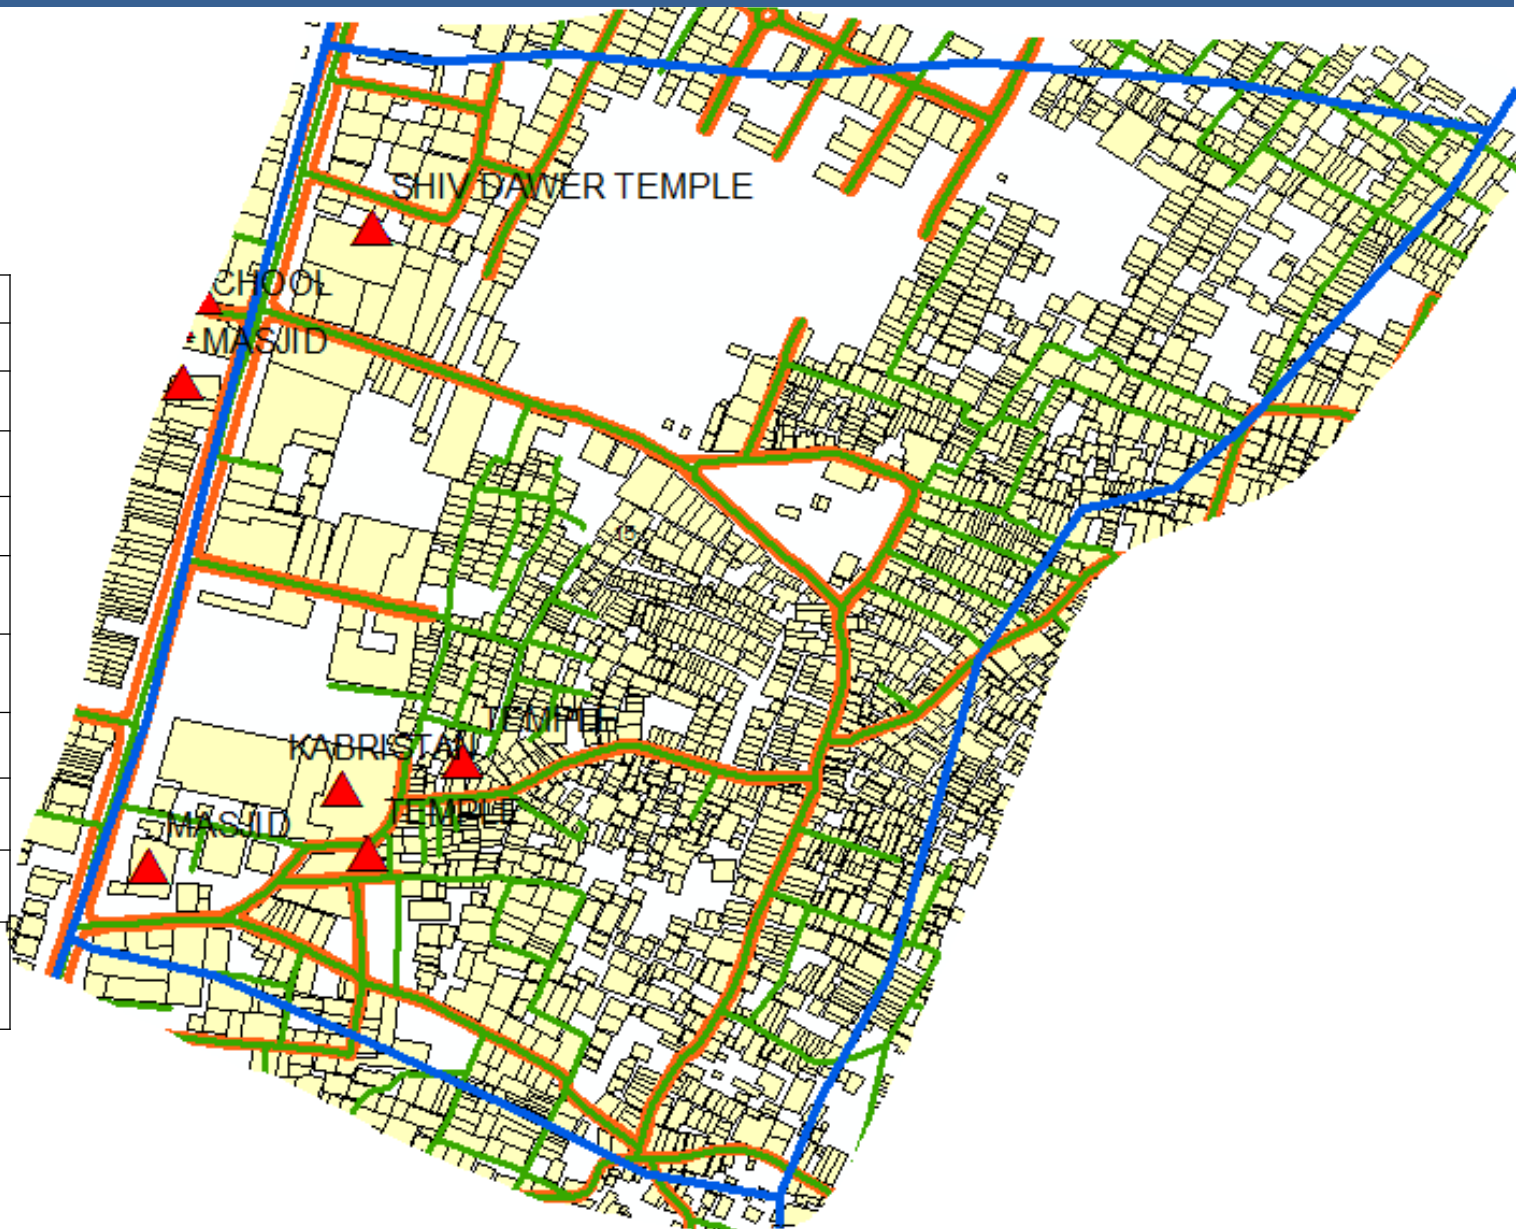 SHIV DAWER TEMPLE
CHOOL
MASJID
TEMPLE
KABRISTAN
TEMPLE
MASJID